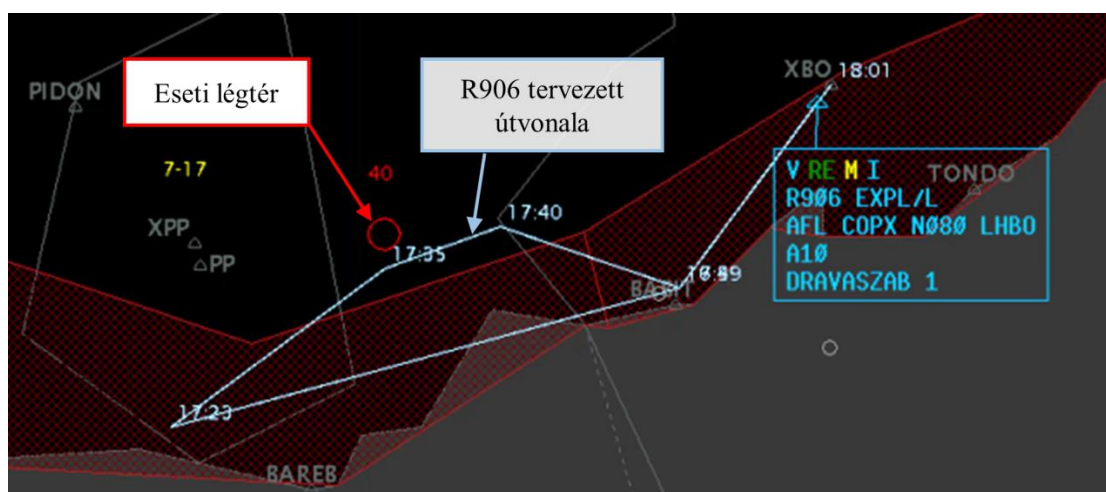 XBO 18:01
PIDON
Eseti légtér
R906 tervezett
útvonala
7-17
40
V RE M I
TONDO
R906 EXPL/L
AFL COPX N080 LHBO
A10
DRAVASZAB 1
17:40
XPP
PP
17:35
17:23
BAREB